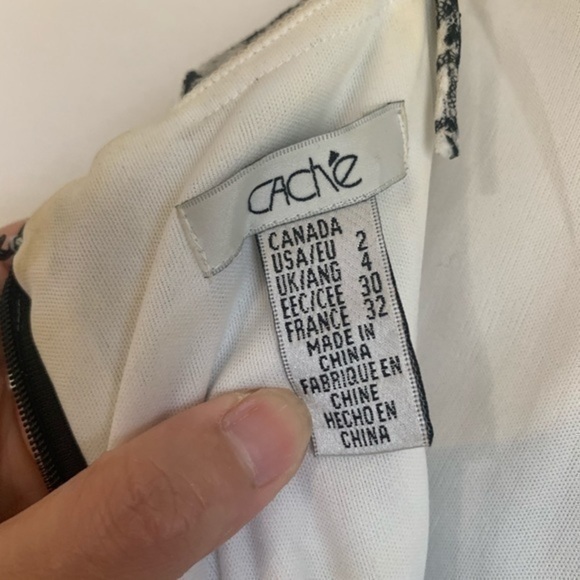 CACHÉ
CANADA
USA/EU 2
UK/ANG 4
EEC/CEE 30
FRANCE 32
MADE IN
CHINA
FABRIQUE EN
CHINE
HECHO EN
CHINA